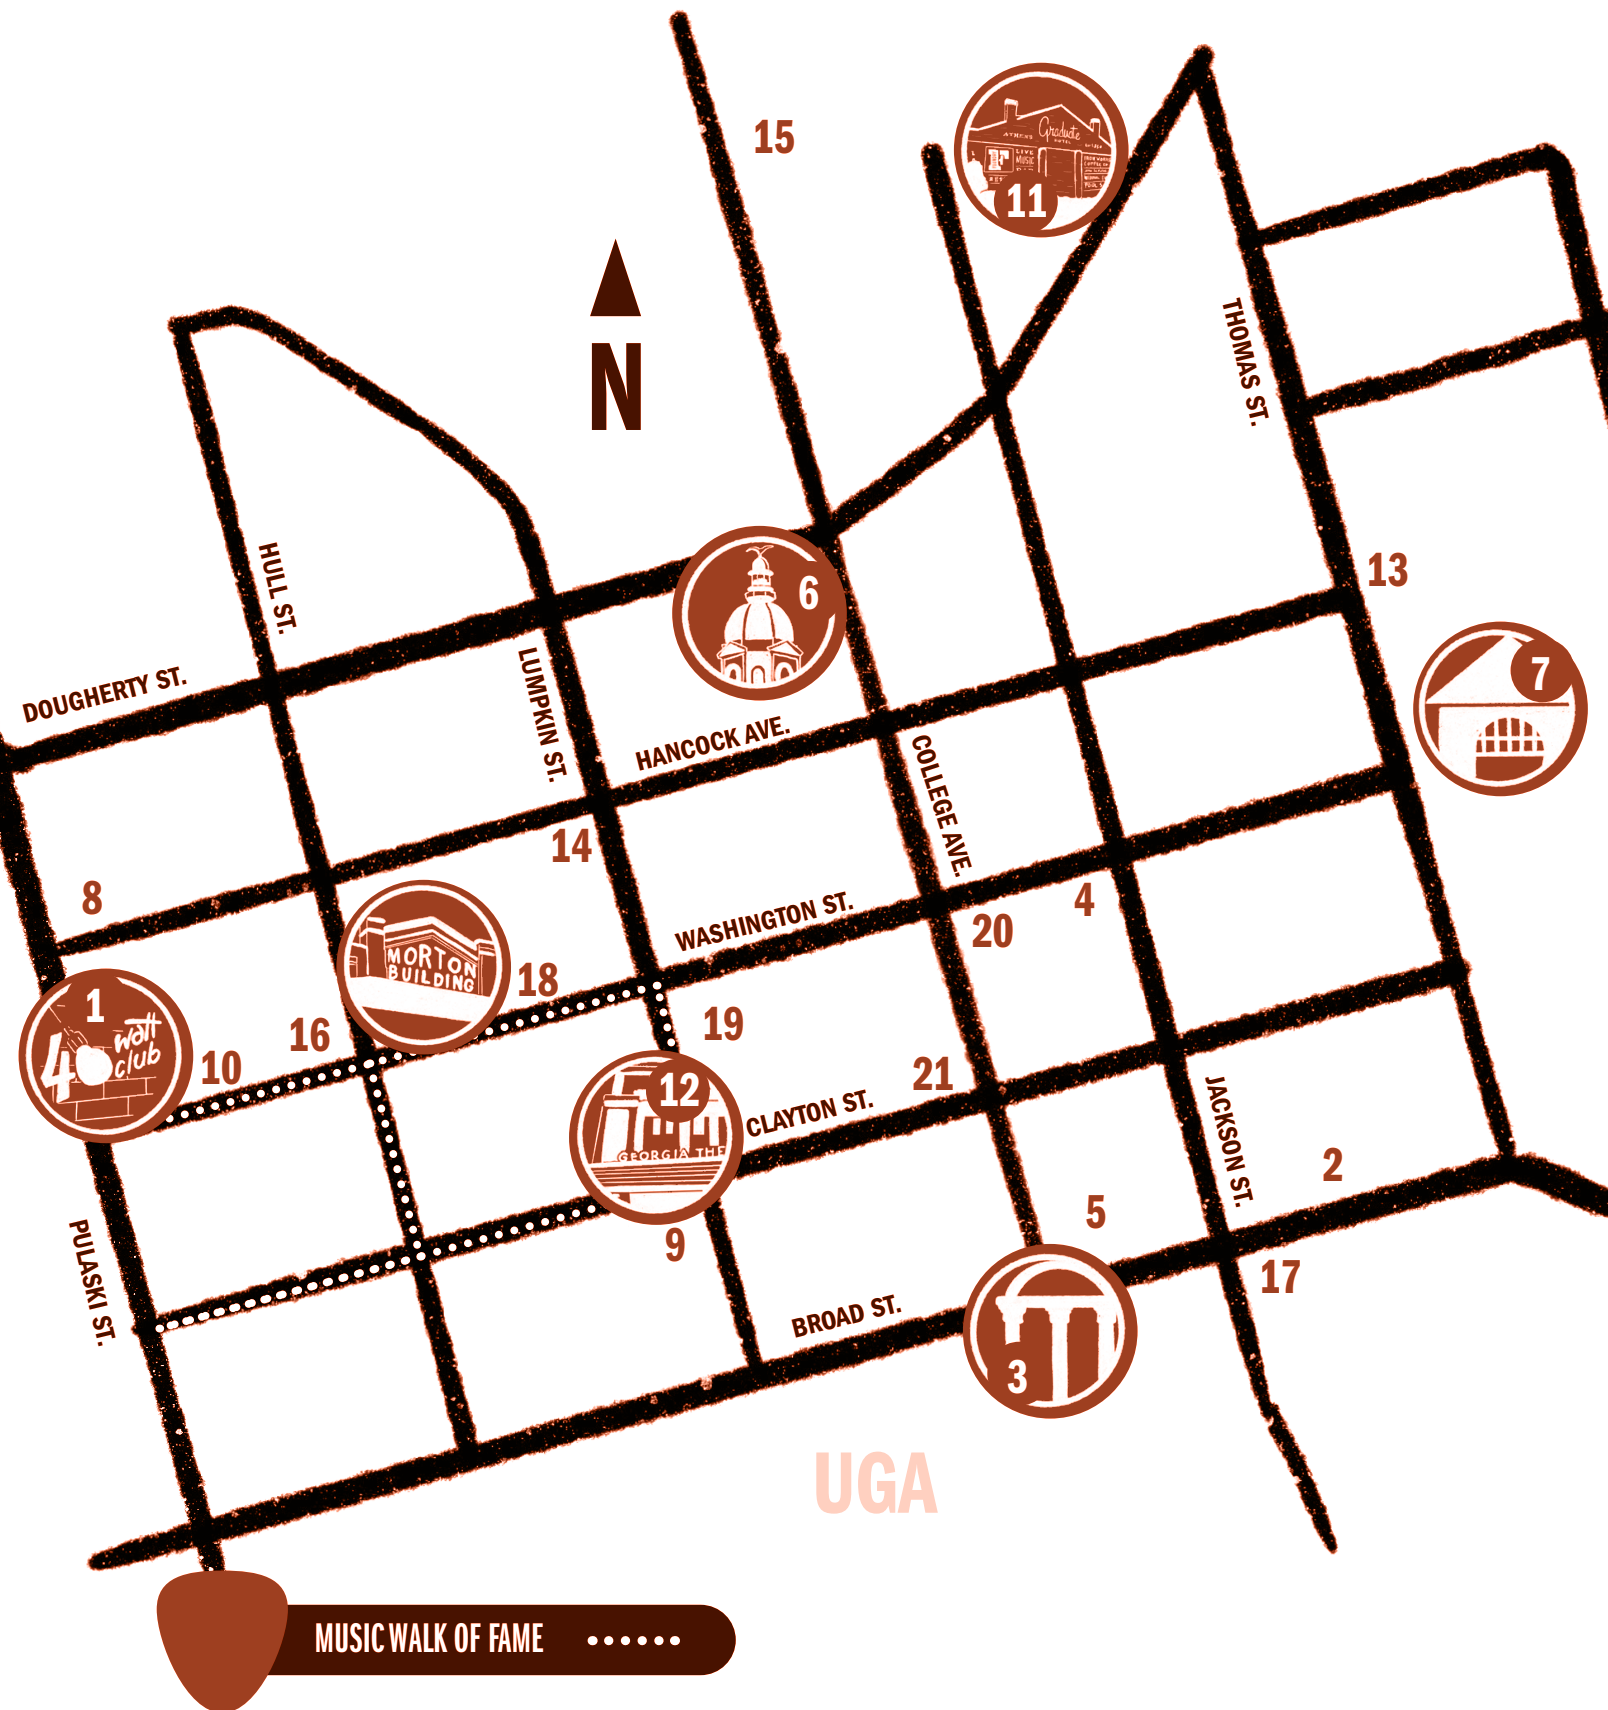 15
ATHENS
Graduate
HOTEL
LIVE
MUSIC
11
N
THOMAS ST.
HULL ST.
13
6
7
DOUGHERTY ST.
LUMPKIN ST.
HANCOCK AVE.
COLLEGE AVE.
14
8
4
WASHINGTON ST.
20
MORTON
BUILDING
18
1
40
watt
club
16
10
19
12
GEORGIA THE
21
CLAYTON ST.
JACKSON ST.
2
PULASKI ST.
5
9
17
BROAD ST.
3
UGA
MUSIC WALK OF FAME